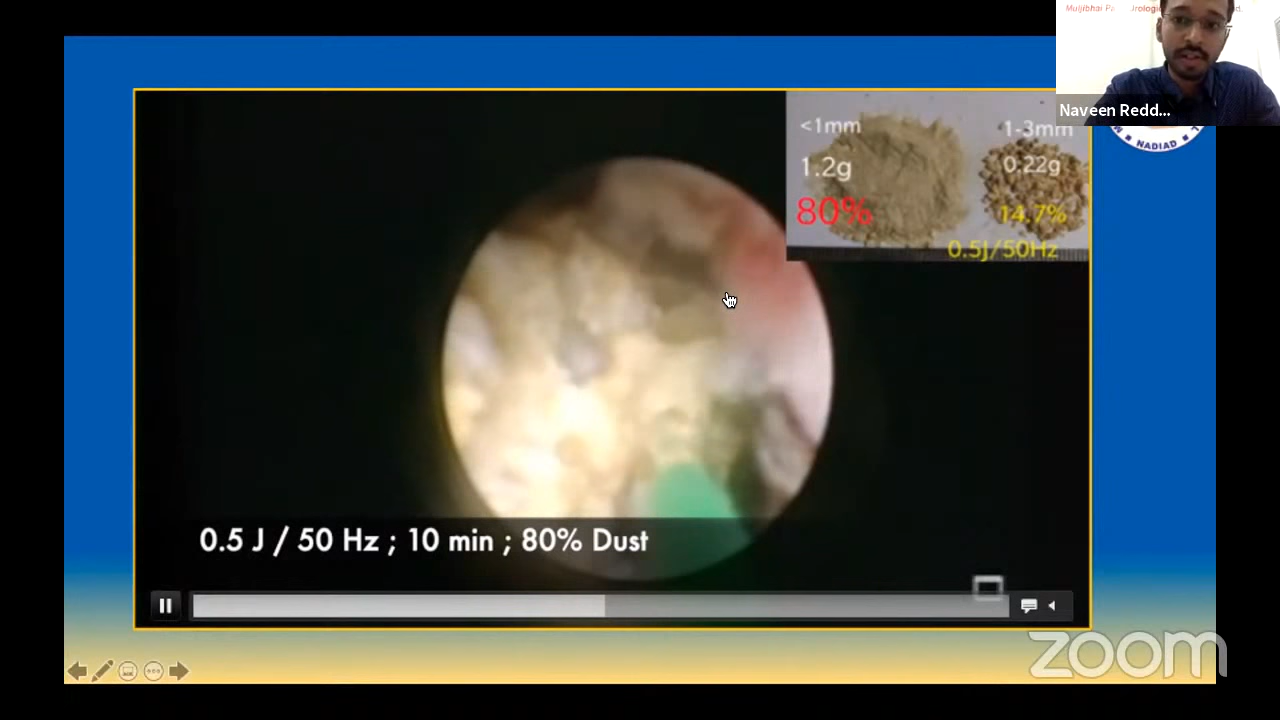 Naveen Redd...
NADIAD
<1mm
1-3mm
1.2g
0.22g
80%
14.7%
0.5J/50Hz
0.5 J / 50 Hz ; 10 min ; 80% Dust
zoom